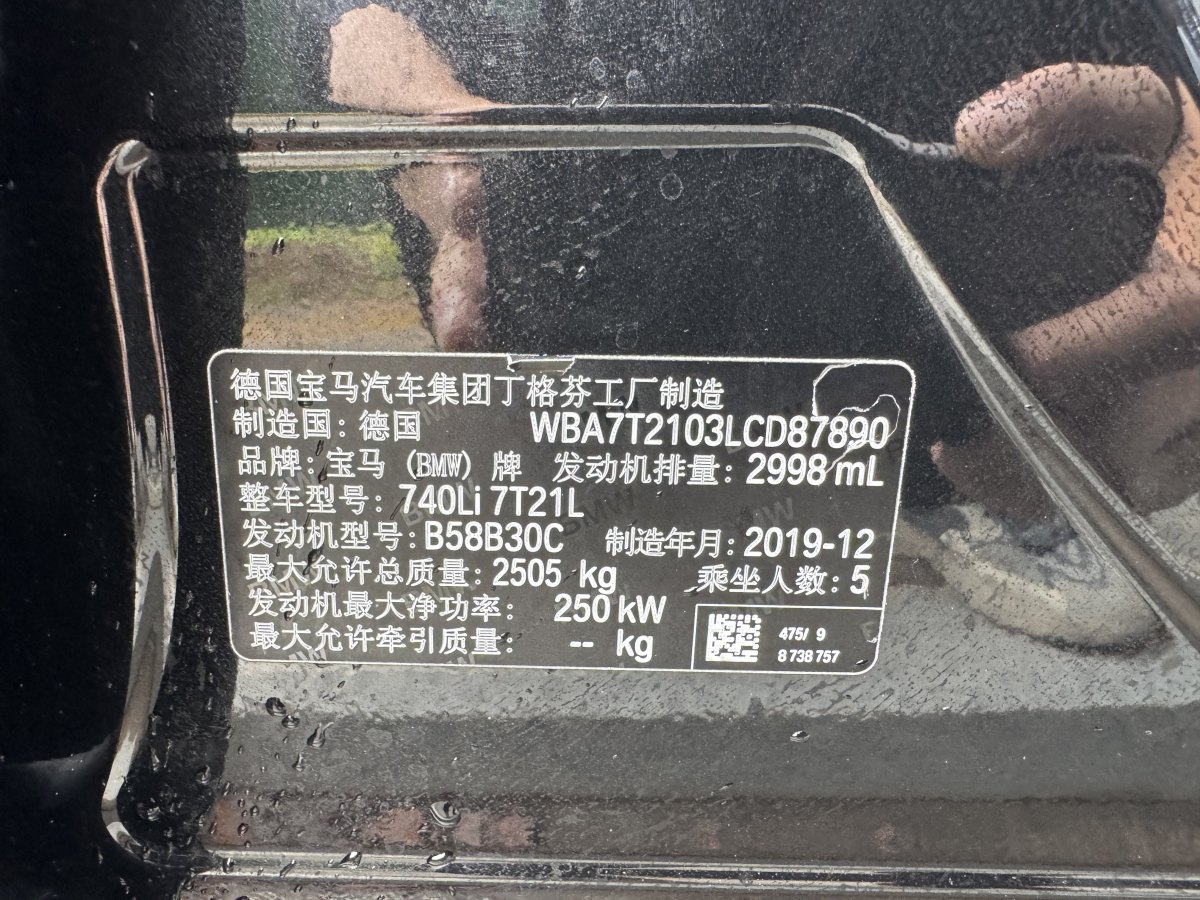 德国宝马汽车集团丁格芬工厂制造
制造国：德国 WBA7T2103LCD87890
品牌：宝马（BMW）牌 发动机排量：2998 mL
整车型号：740Li 7T21L
发动机型号：B58B30C 制造年月：2019-12
最大允许总质量：2505 kg 乘坐人数：5
发动机最大净功率： 250 kW
最大允许牵引质量： -- kg
475/ 9
8 738 757